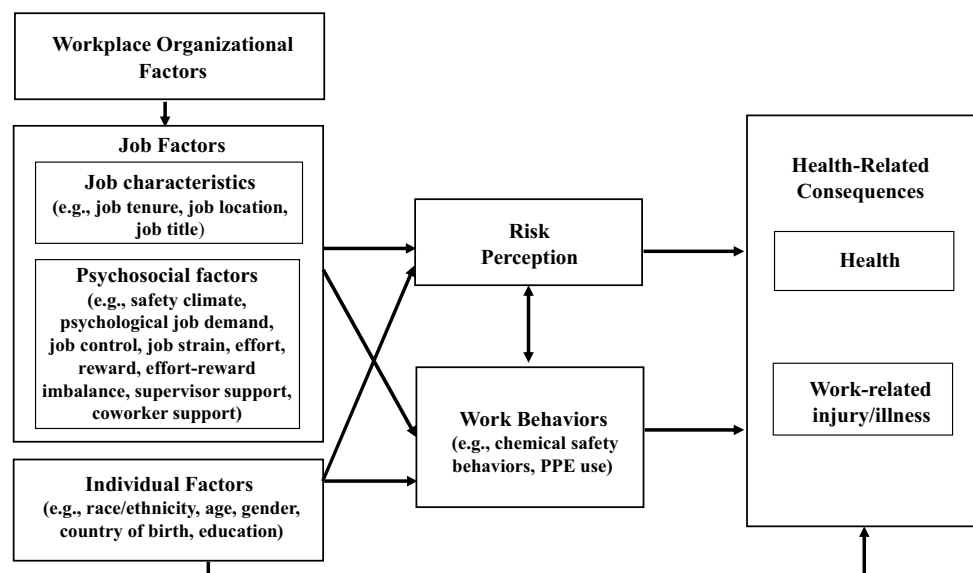 Workplace Organizational
Factors
Job Factors
Job characteristics
(e.g., job tenure, job location,
job title)
Psychosocial factors
(e.g., safety climate,
psychological job demand,
job control, job strain, effort,
reward, effort-reward
imbalance, supervisor support,
coworker support)
Individual Factors
(e.g., race/ethnicity, age, gender,
country of birth, education)
Risk
Perception
Work Behaviors
(e.g., chemical safety
behaviors, PPE use)
Health-Related
Consequences
Health
Work-related
injury/illness